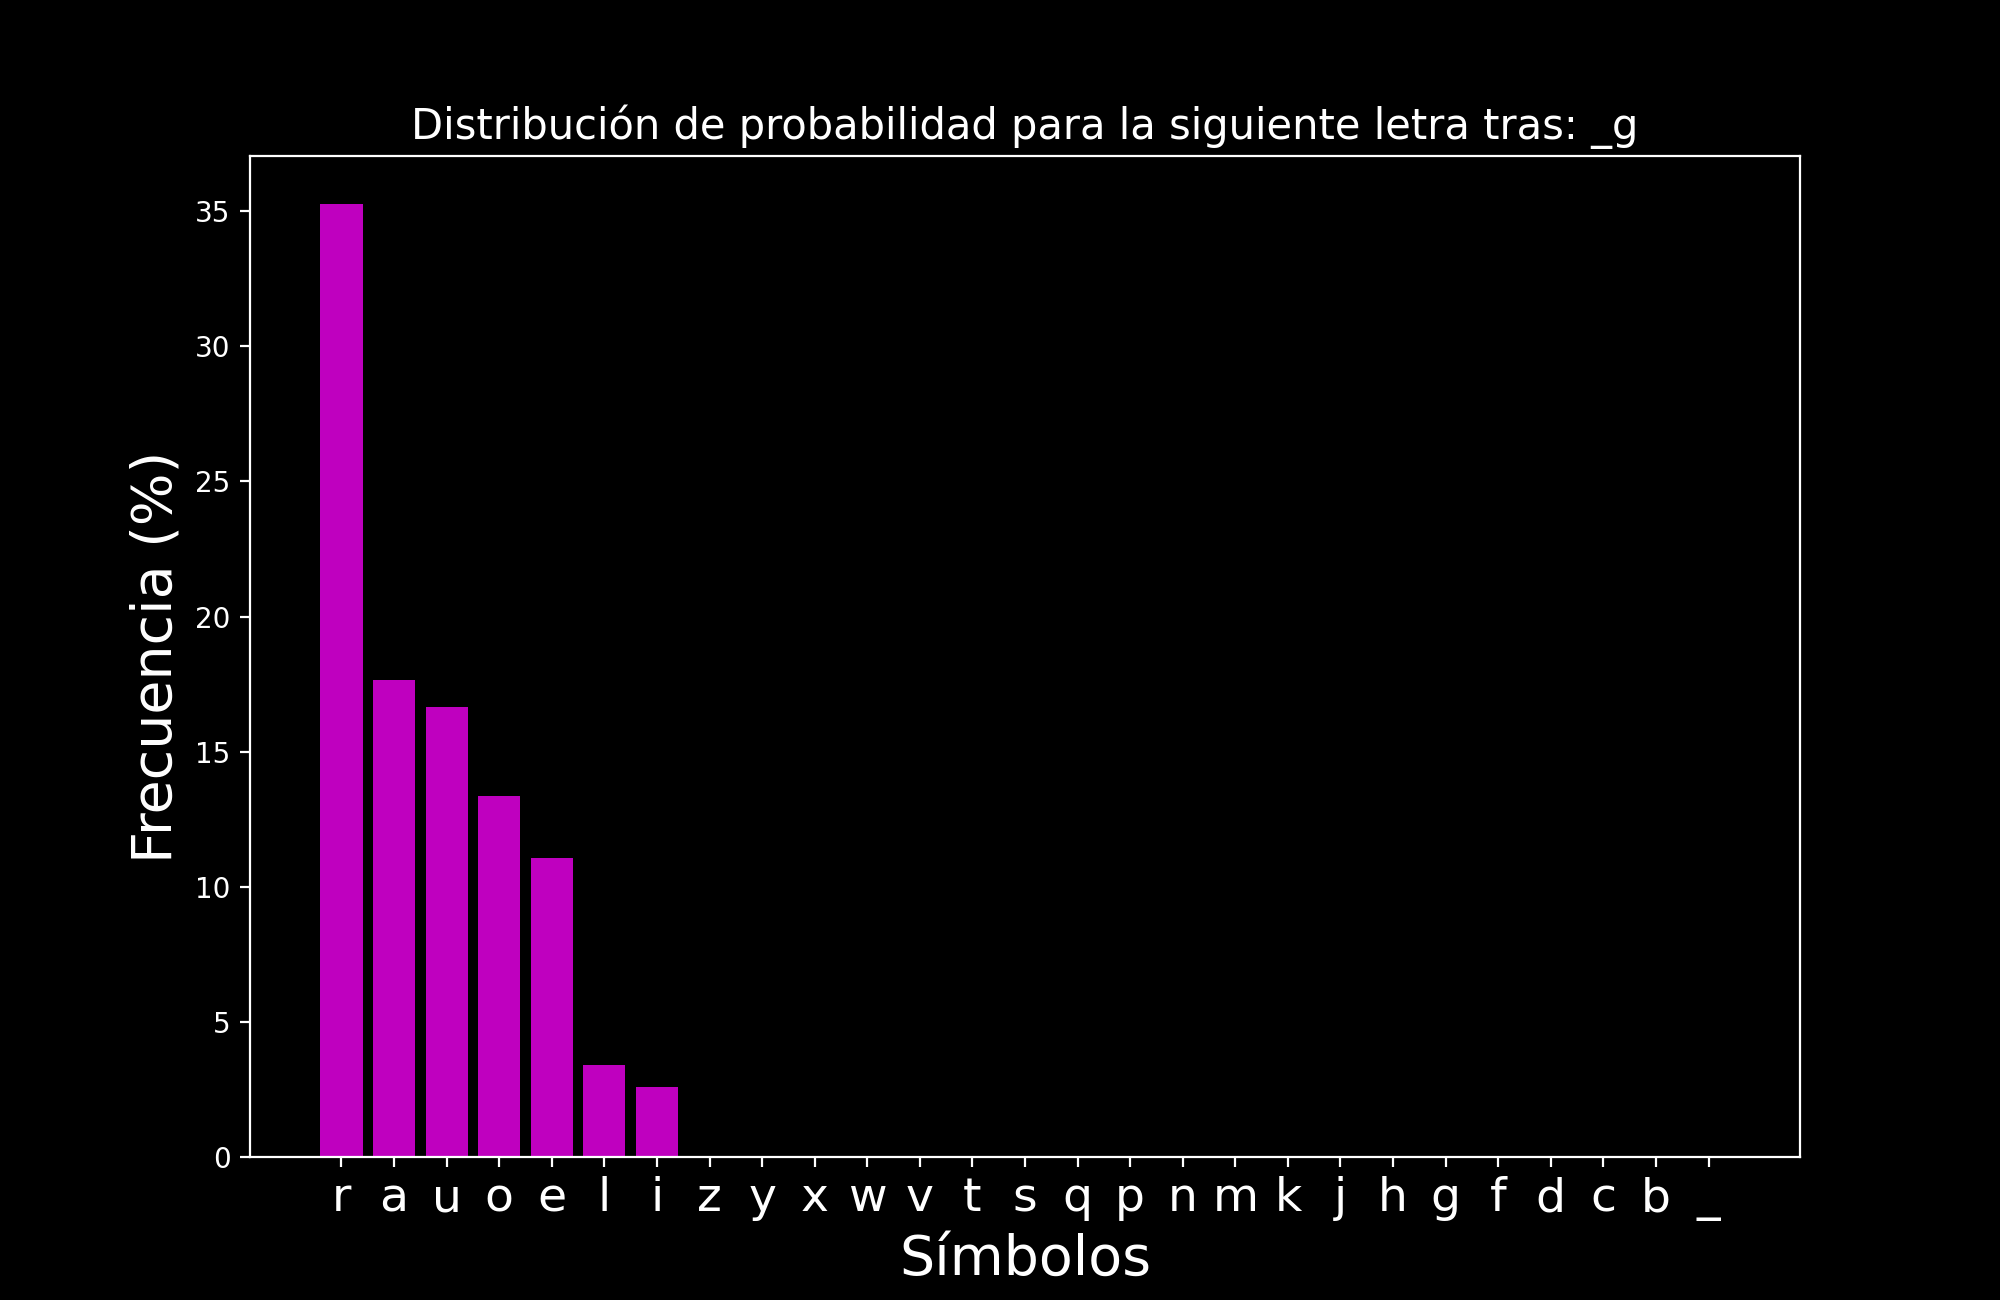 Distribución de probabilidad para la siguiente letra tras: _g
35
30
25
20
15
10
5
0
Frecuencia (%)
r a u o e l i z y x w v t s q p n m k j h g f d c b _
Símbolos